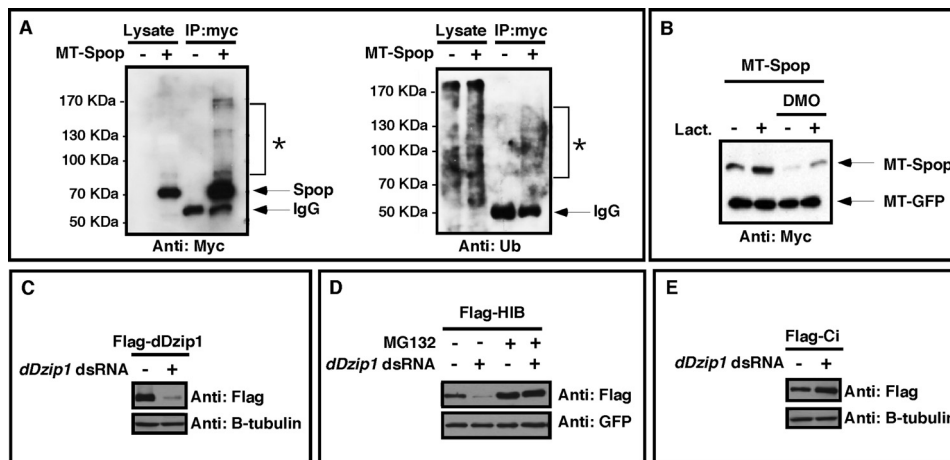 A
Lysate IP:myc
MT-Spop - + - +
170 KDa -
130 KDa -
100 KDa -
70 KDa -
50 KDa -
*
Spop
IgG
Anti: Myc
Lysate IP:myc
MT-Spop - + - +
170 KDa -
130 KDa -
100 KDa -
70 KDa -
50 KDa -
*
IgG
Anti: Ub
B
MT-Spop
DMO
Lact. - + - +
MT-Spop
MT-GFP
Anti: Myc
C
Flag-dDzip1
dDzip1 dsRNA - +
Anti: Flag
Anti: B-tubulin
D
Flag-HIB
MG132 - - + +
dDzip1 dsRNA - + - +
Anti: Flag
Anti: GFP
E
Flag-Ci
dDzip1 dsRNA - +
Anti: Flag
Anti: B-tubulin